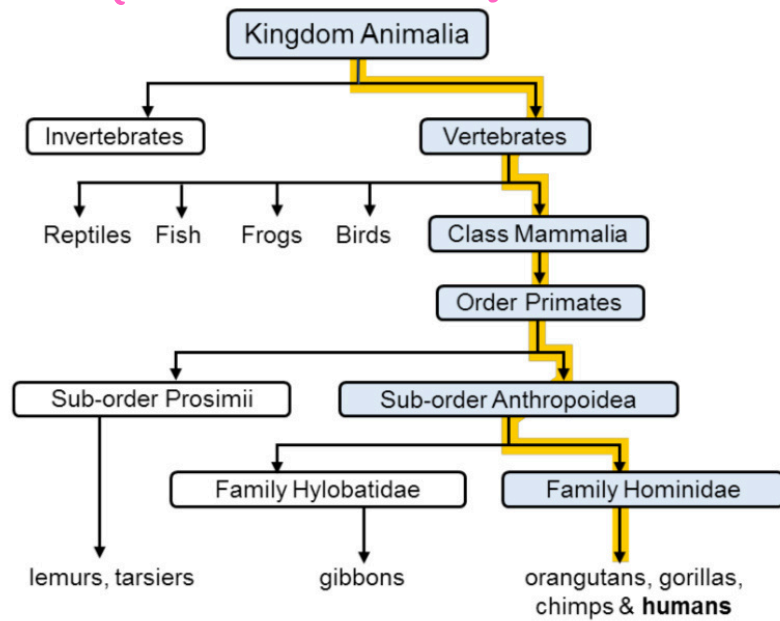 Kingdom Animalia
Invertebrates
Vertebrates
Reptiles
Fish
Frogs
Birds
Class Mammalia
Order Primates
Sub-order Prosimii
Sub-order Anthropoidea
Family Hylobatidae
Family Hominidae
lemurs, tarsiers
gibbons
orangutans, gorillas,
chimps & humans